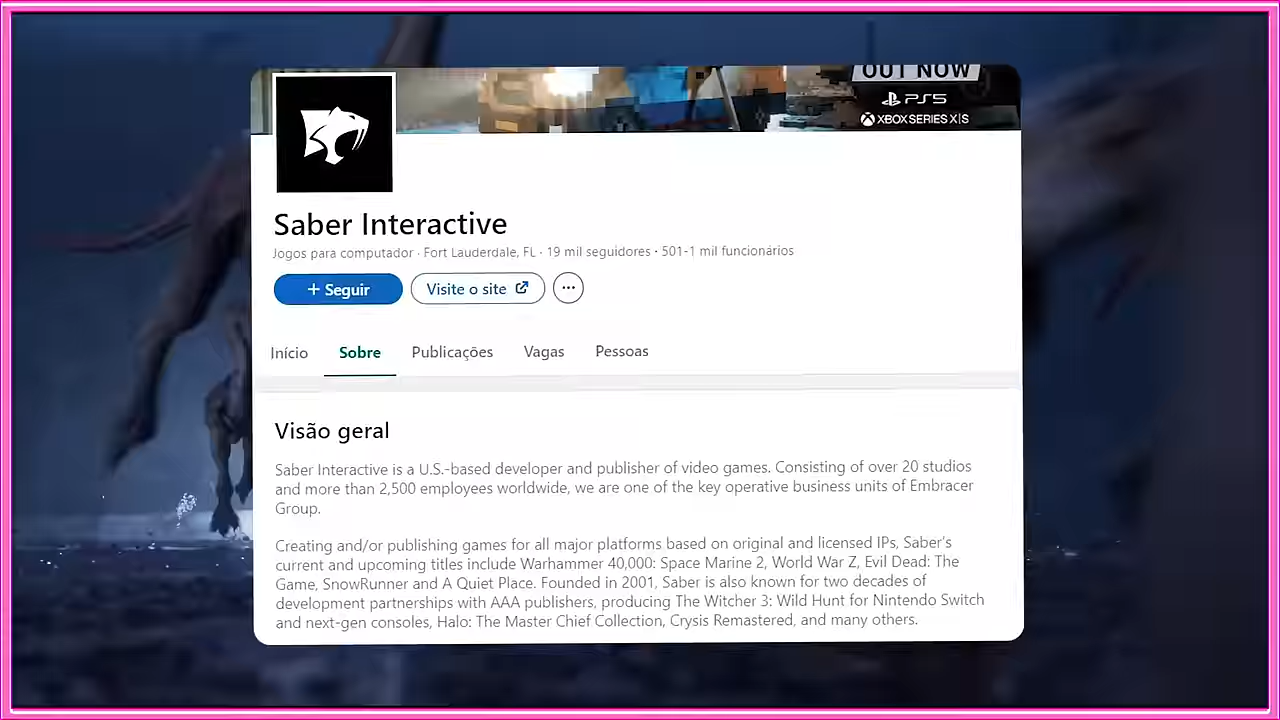 OUT NOW
PS5
XBOX SERIES X|S
Saber Interactive
Jogos para computador · Fort Lauderdale, FL · 19 mil seguidores · 501-1 mil funcionários
+ Seguir
Visite o site
Início
Sobre
Publicações
Vagas
Pessoas
Visão geral
Saber Interactive is a U.S.-based developer and publisher of video games. Consisting of over 20 studios
and more than 2,500 employees worldwide, we are one of the key operative business units of Embracer
Group.
Creating and/or publishing games for all major platforms based on original and licensed IPs, Saber's
current and upcoming titles include Warhammer 40,000: Space Marine 2, World War Z, Evil Dead: The
Game, SnowRunner and A Quiet Place. Founded in 2001, Saber is also known for two decades of
development partnerships with AAA publishers, producing The Witcher 3: Wild Hunt for Nintendo Switch
and next-gen consoles, Halo: The Master Chief Collection, Crysis Remastered, and many others.